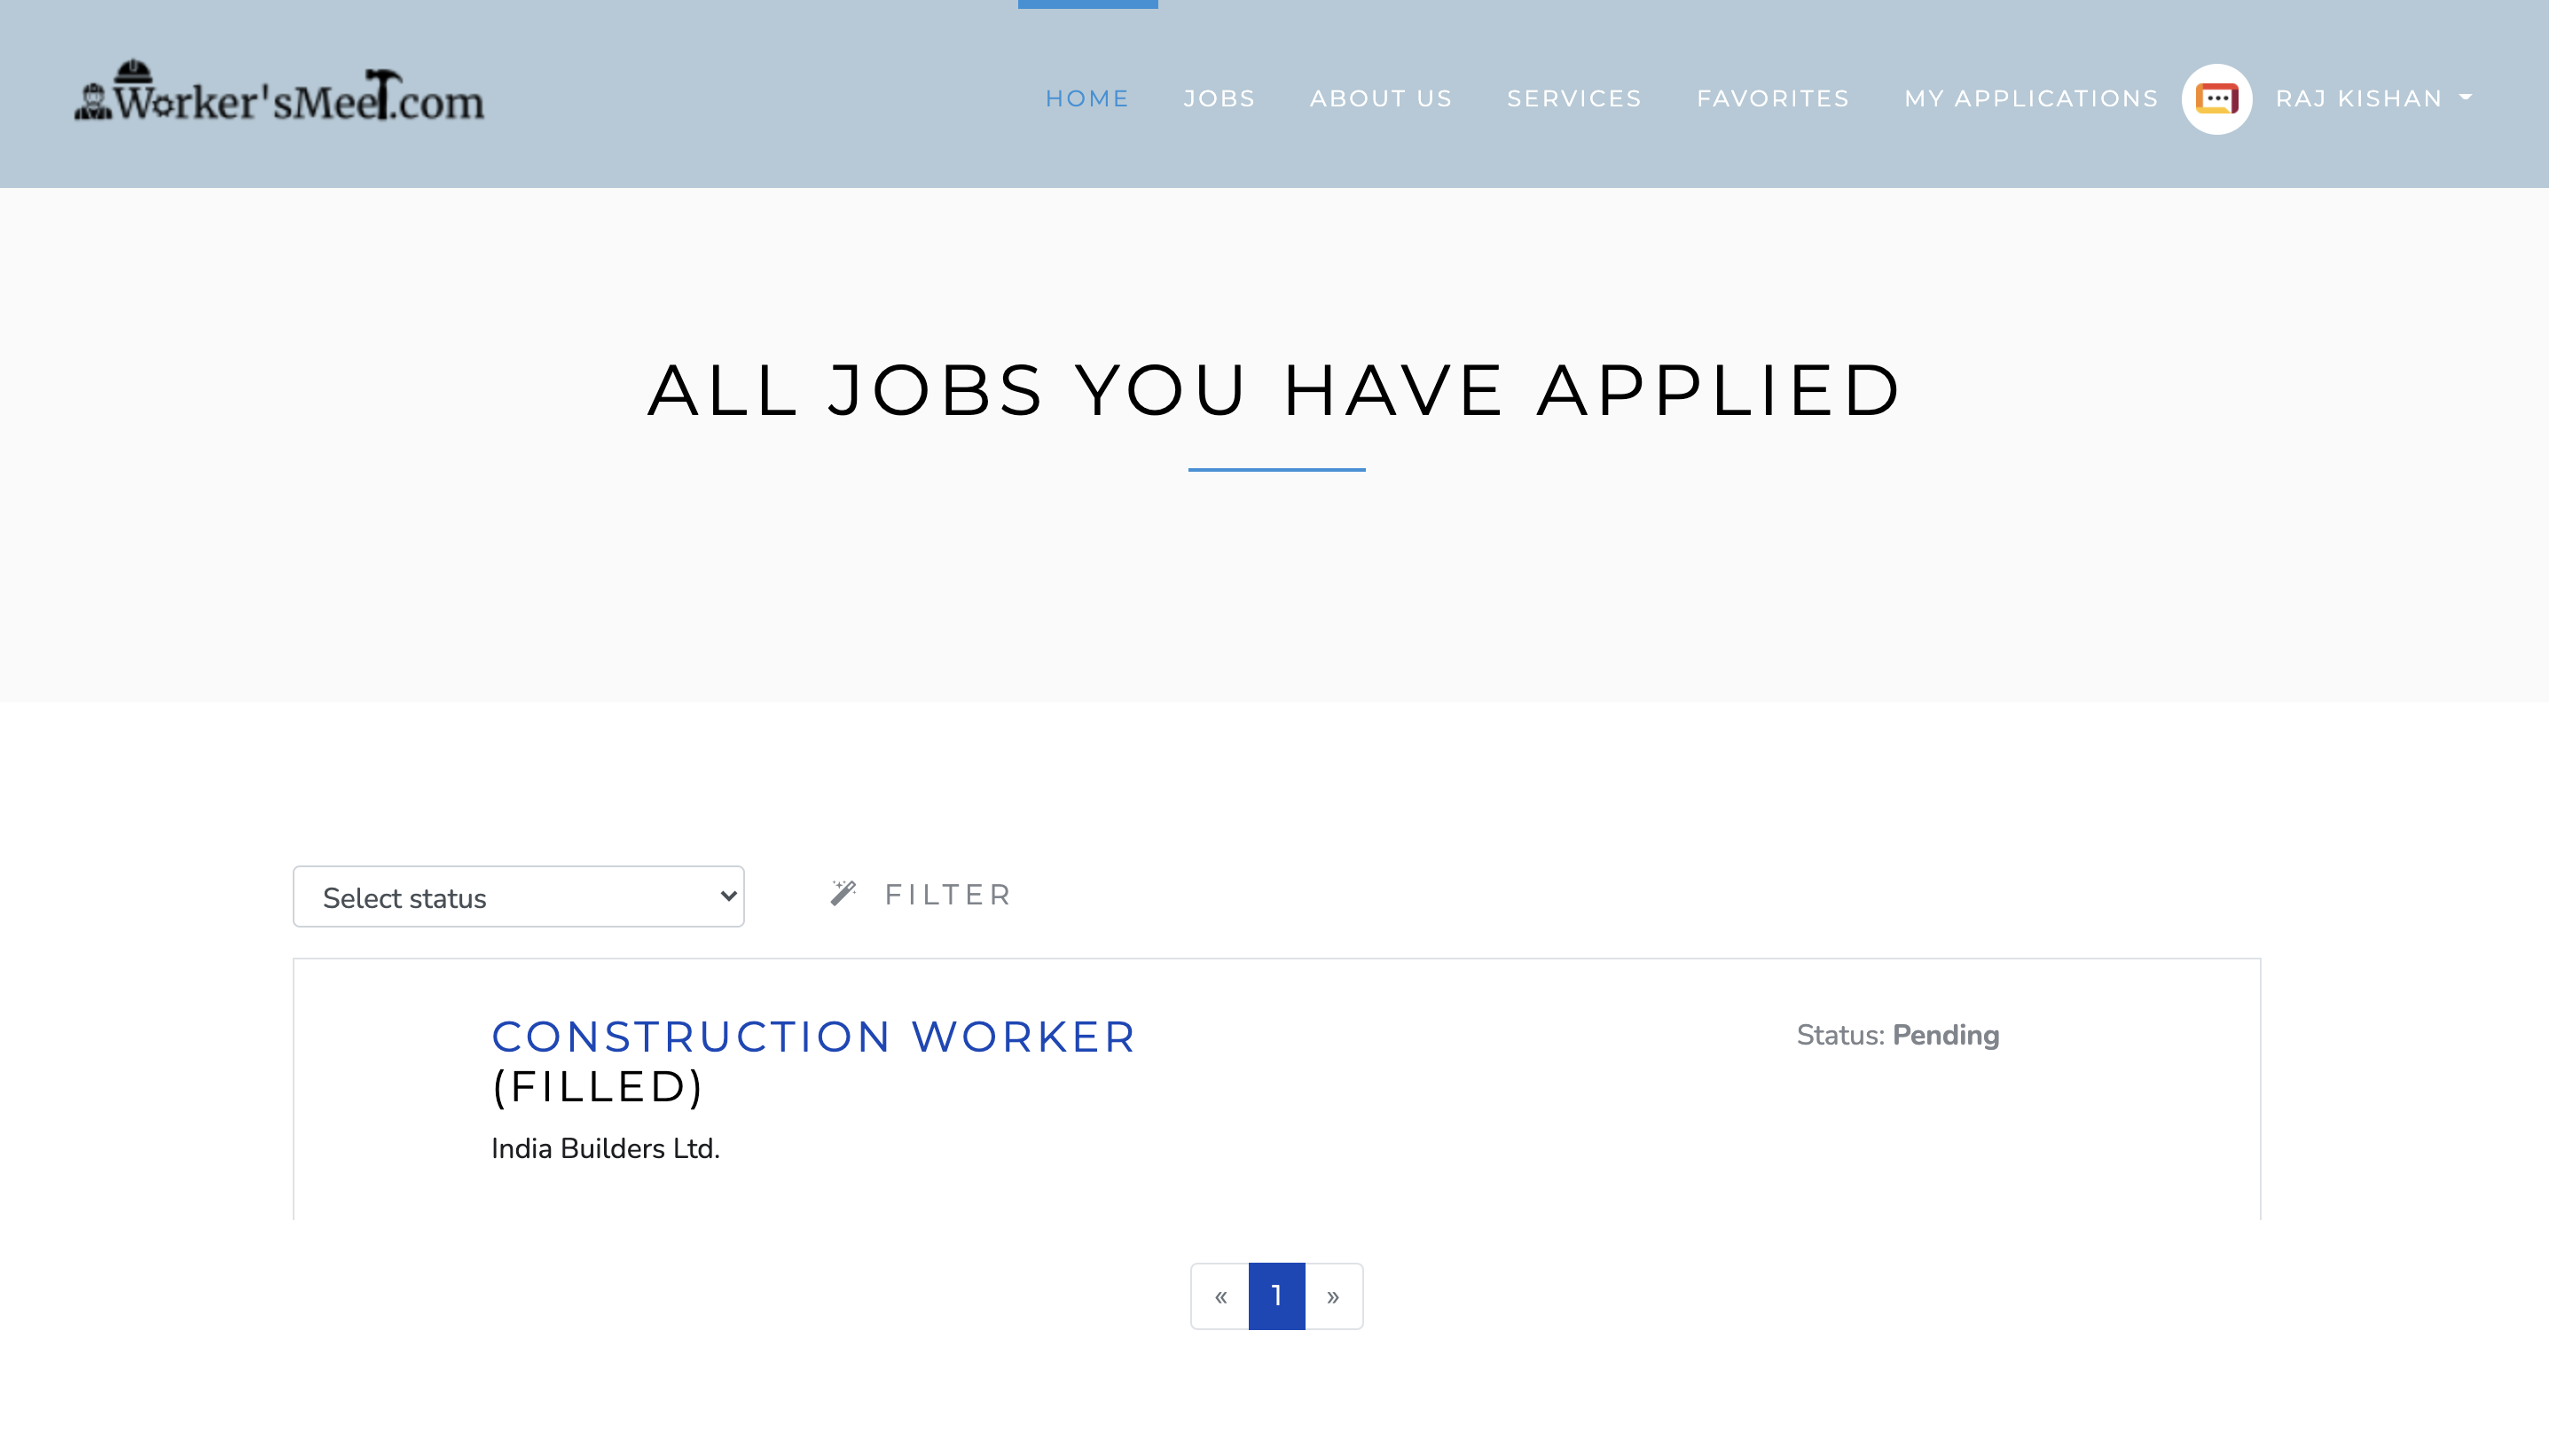 Worker'sMeeT.com
HOME JOBS ABOUT US SERVICES FAVORITES MY APPLICATIONS RAJ KISHAN
ALL JOBS YOU HAVE APPLIED
Select status FILTER
CONSTRUCTION WORKER Status: Pending
(FILLED)
India Builders Ltd.
« 1 »